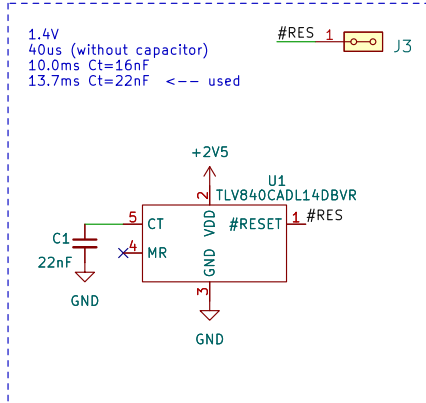 1.4V
40us (without capacitor)
10.0ms Ct=16nF
13.7ms Ct=22nF <-- used
#RES 1
J3
+2V5
U1
TLV840CADL14DBVR
2
VDD
5 CT
#RESET 1 #RES
C1
22nF
4 MR
GND
3
GND
GND